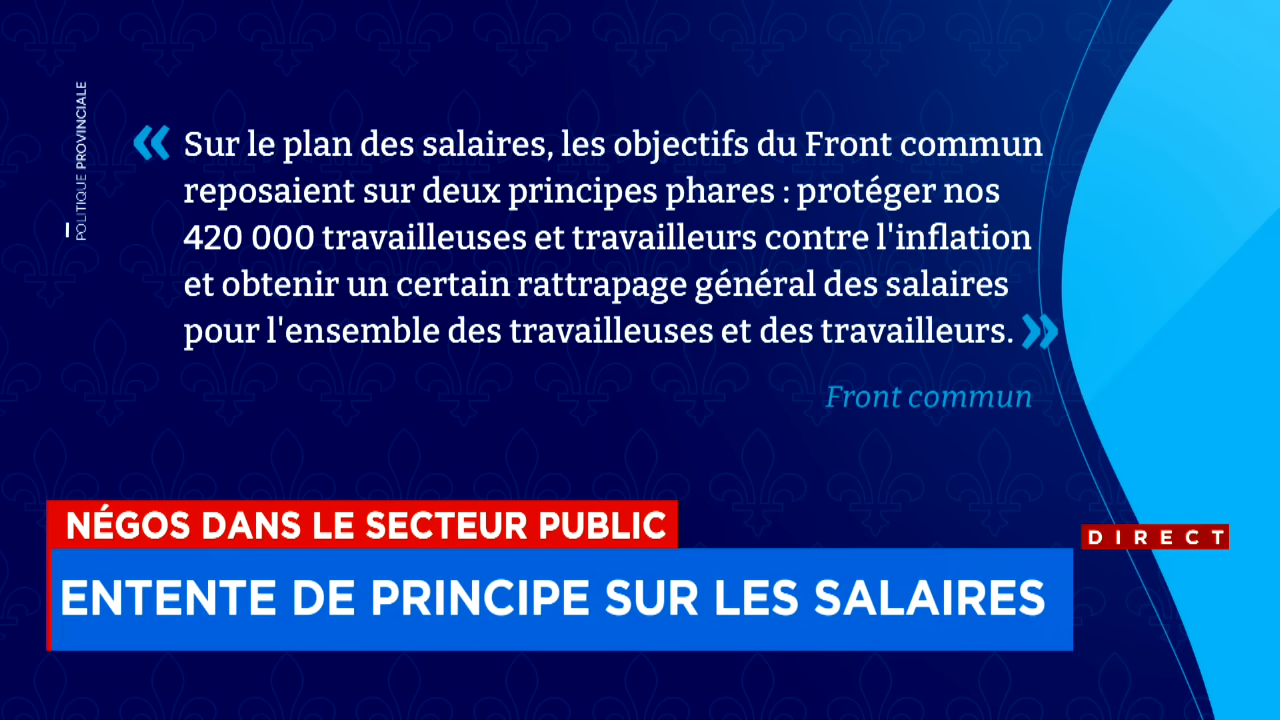 POLITIQUE PROVINCIALE
« Sur le plan des salaires, les objectifs du Front commun
reposaient sur deux principes phares : protéger nos
420 000 travailleuses et travailleurs contre l'inflation
et obtenir un certain rattrapage général des salaires
pour l'ensemble des travailleuses et des travailleurs. »
Front commun
NÉGOS DANS LE SECTEUR PUBLIC
DIRECT
ENTENTE DE PRINCIPE SUR LES SALAIRES